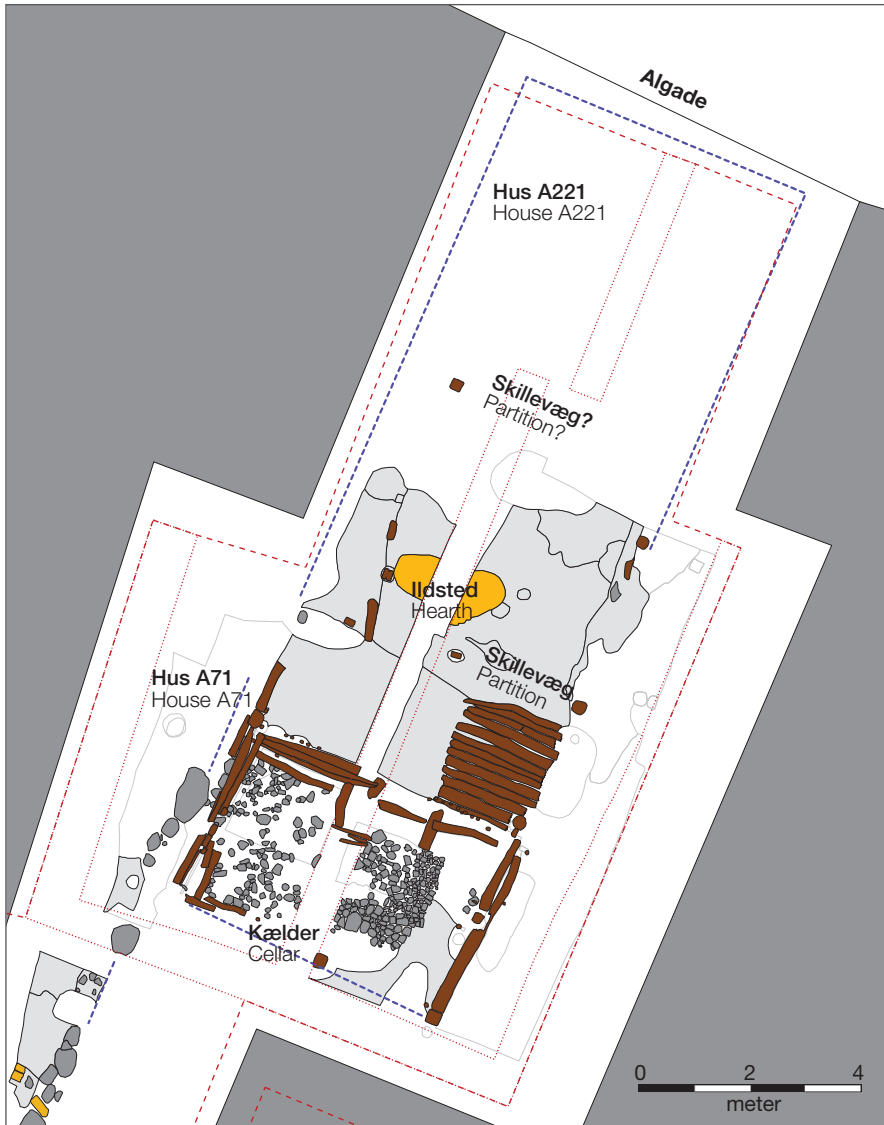 Algade
Hus A221
House A221
Skillevæg?
Partition?
Ildsted
Hearth
Skillevæg
Partition
Hus A71
House A71
Kælder
Cellar
0 2 4
meter